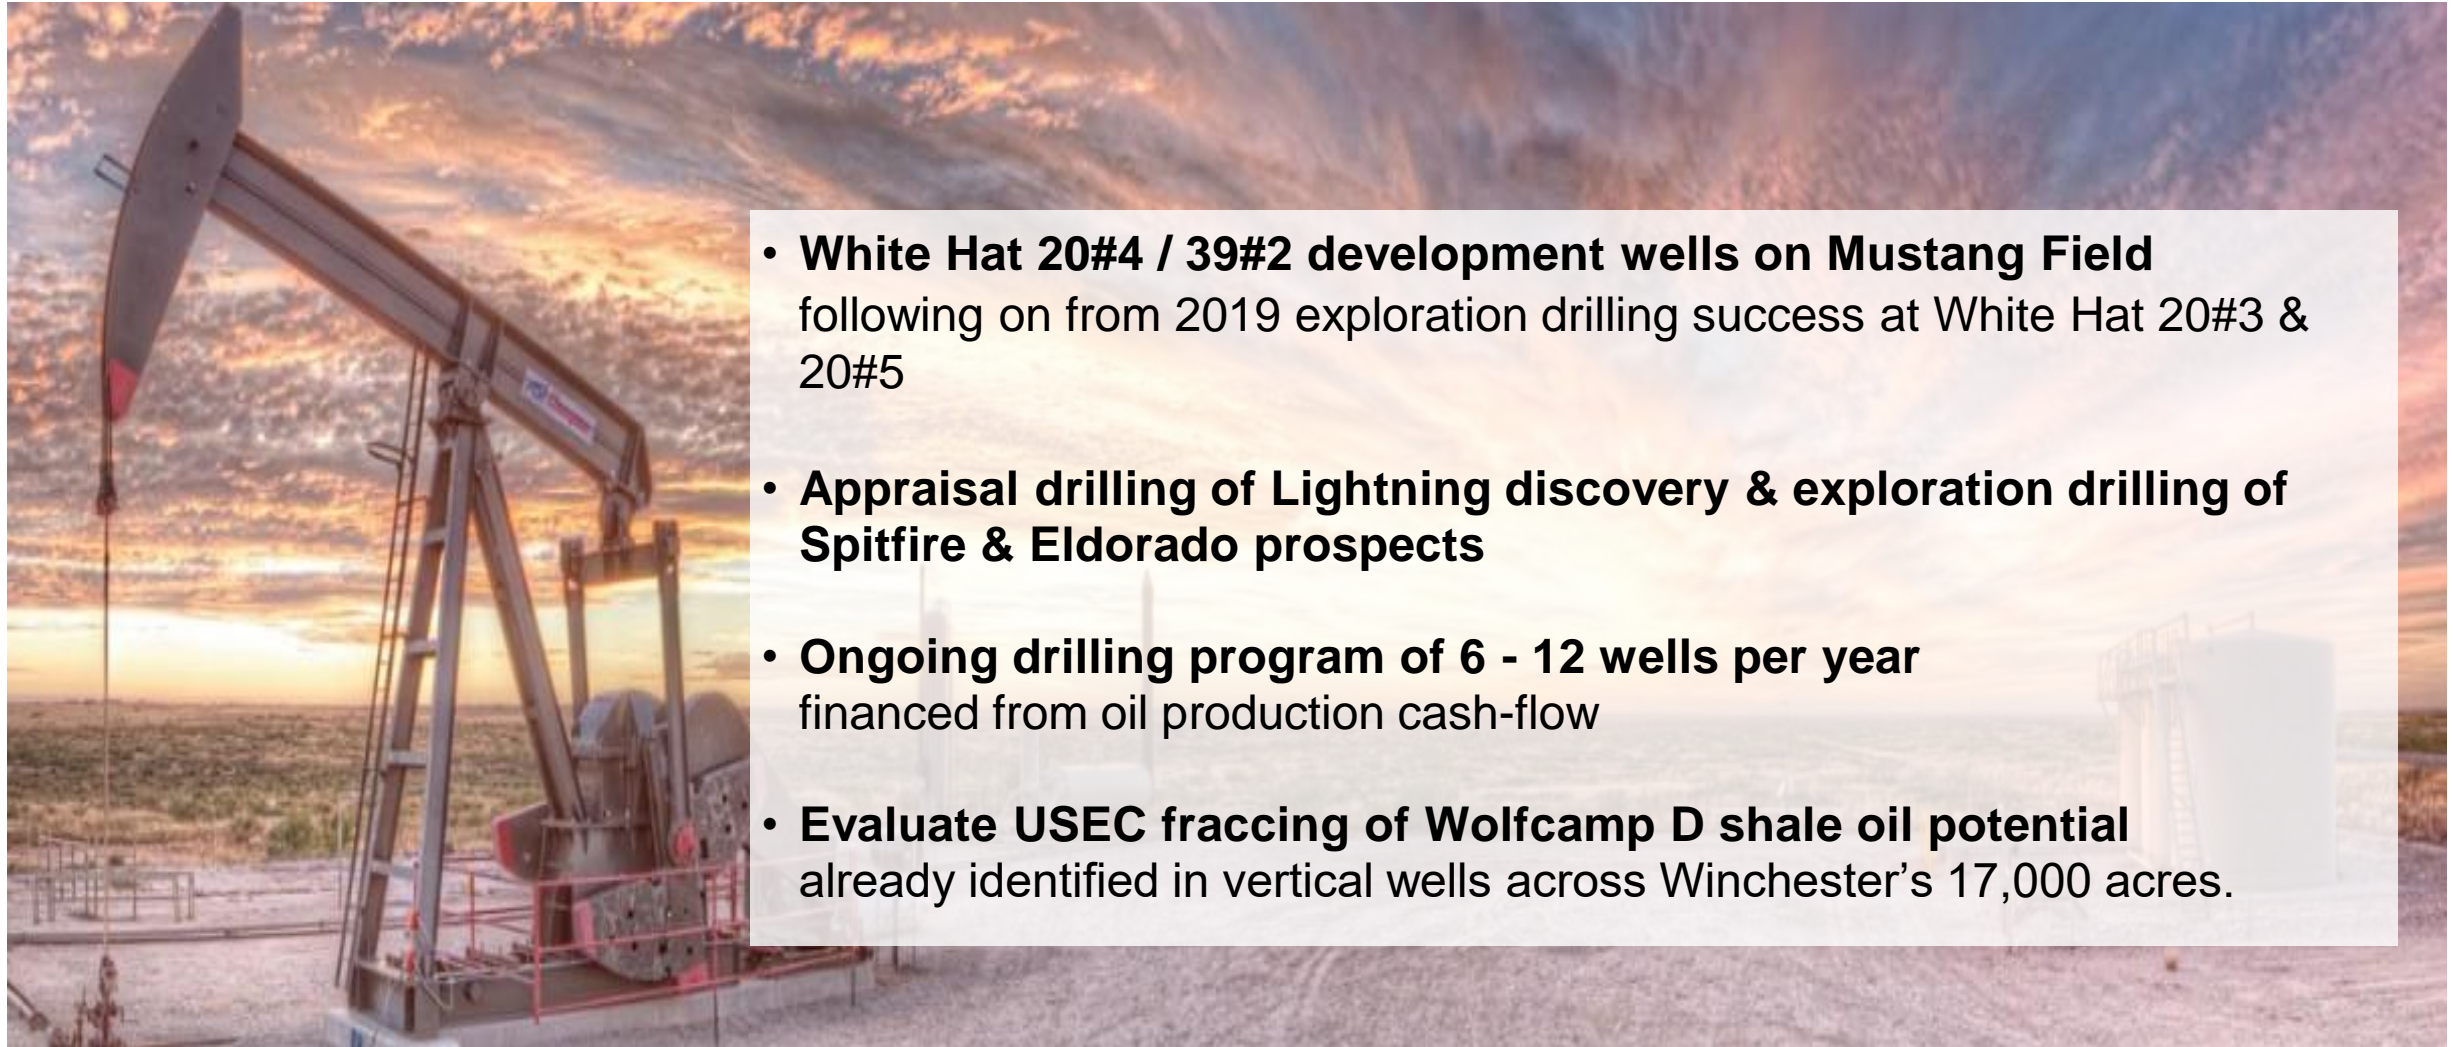 • White Hat 20#4 / 39#2 development wells on Mustang Field
following on from 2019 exploration drilling success at White Hat 20#3 &
20#5
• Appraisal drilling of Lightning discovery & exploration drilling of
Spitfire & Eldorado prospects
• Ongoing drilling program of 6 - 12 wells per year
financed from oil production cash-flow
• Evaluate USEC fraccing of Wolfcamp D shale oil potential
already identified in vertical wells across Winchester’s 17,000 acres.